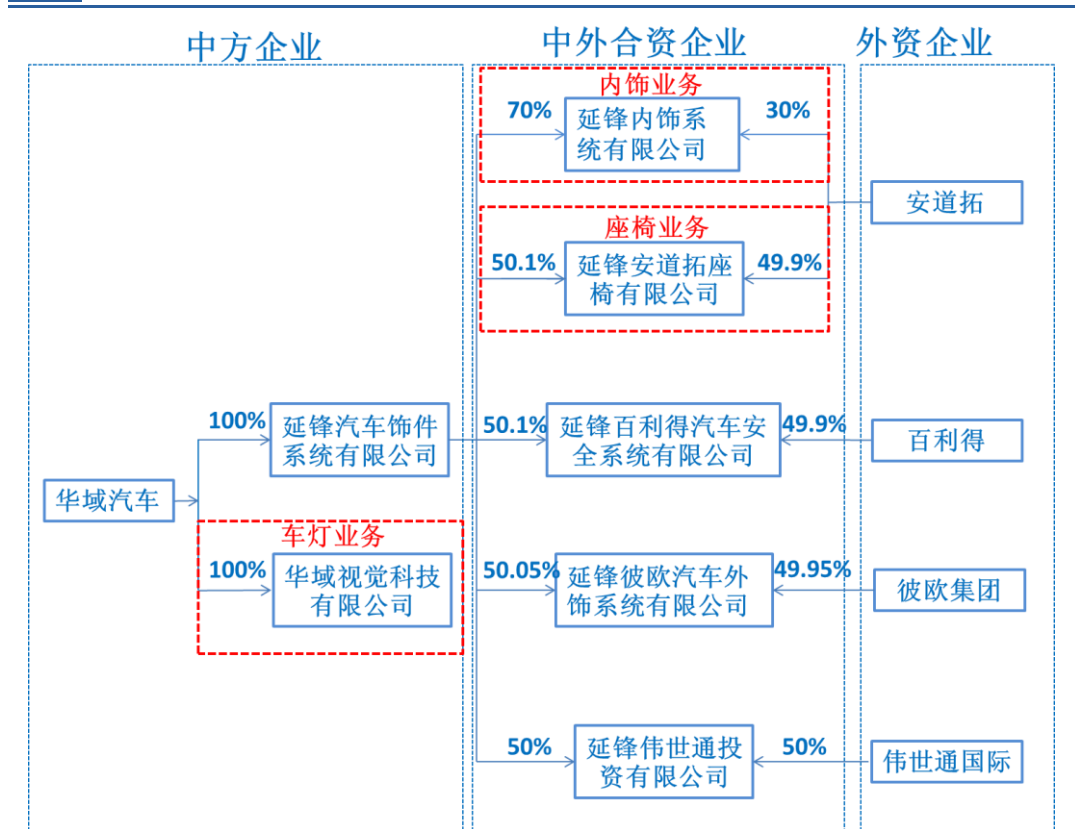 中方企业
中外合资企业
外资企业
内饰业务
70%
延锋内饰系
统有限公司
30%
安道拓
座椅业务
50.1%
延锋安道拓座
椅有限公司
49.9%
100%
延锋汽车饰件
系统有限公司
50.1%
延锋百利得汽车安
全系统有限公司
49.9%
百利得
华域汽车
车灯业务
100%
华域视觉科技
有限公司
50.05%
延锋彼欧汽车外
饰系统有限公司
49.95%
彼欧集团
50%
延锋伟世通投
资有限公司
50%
伟世通国际